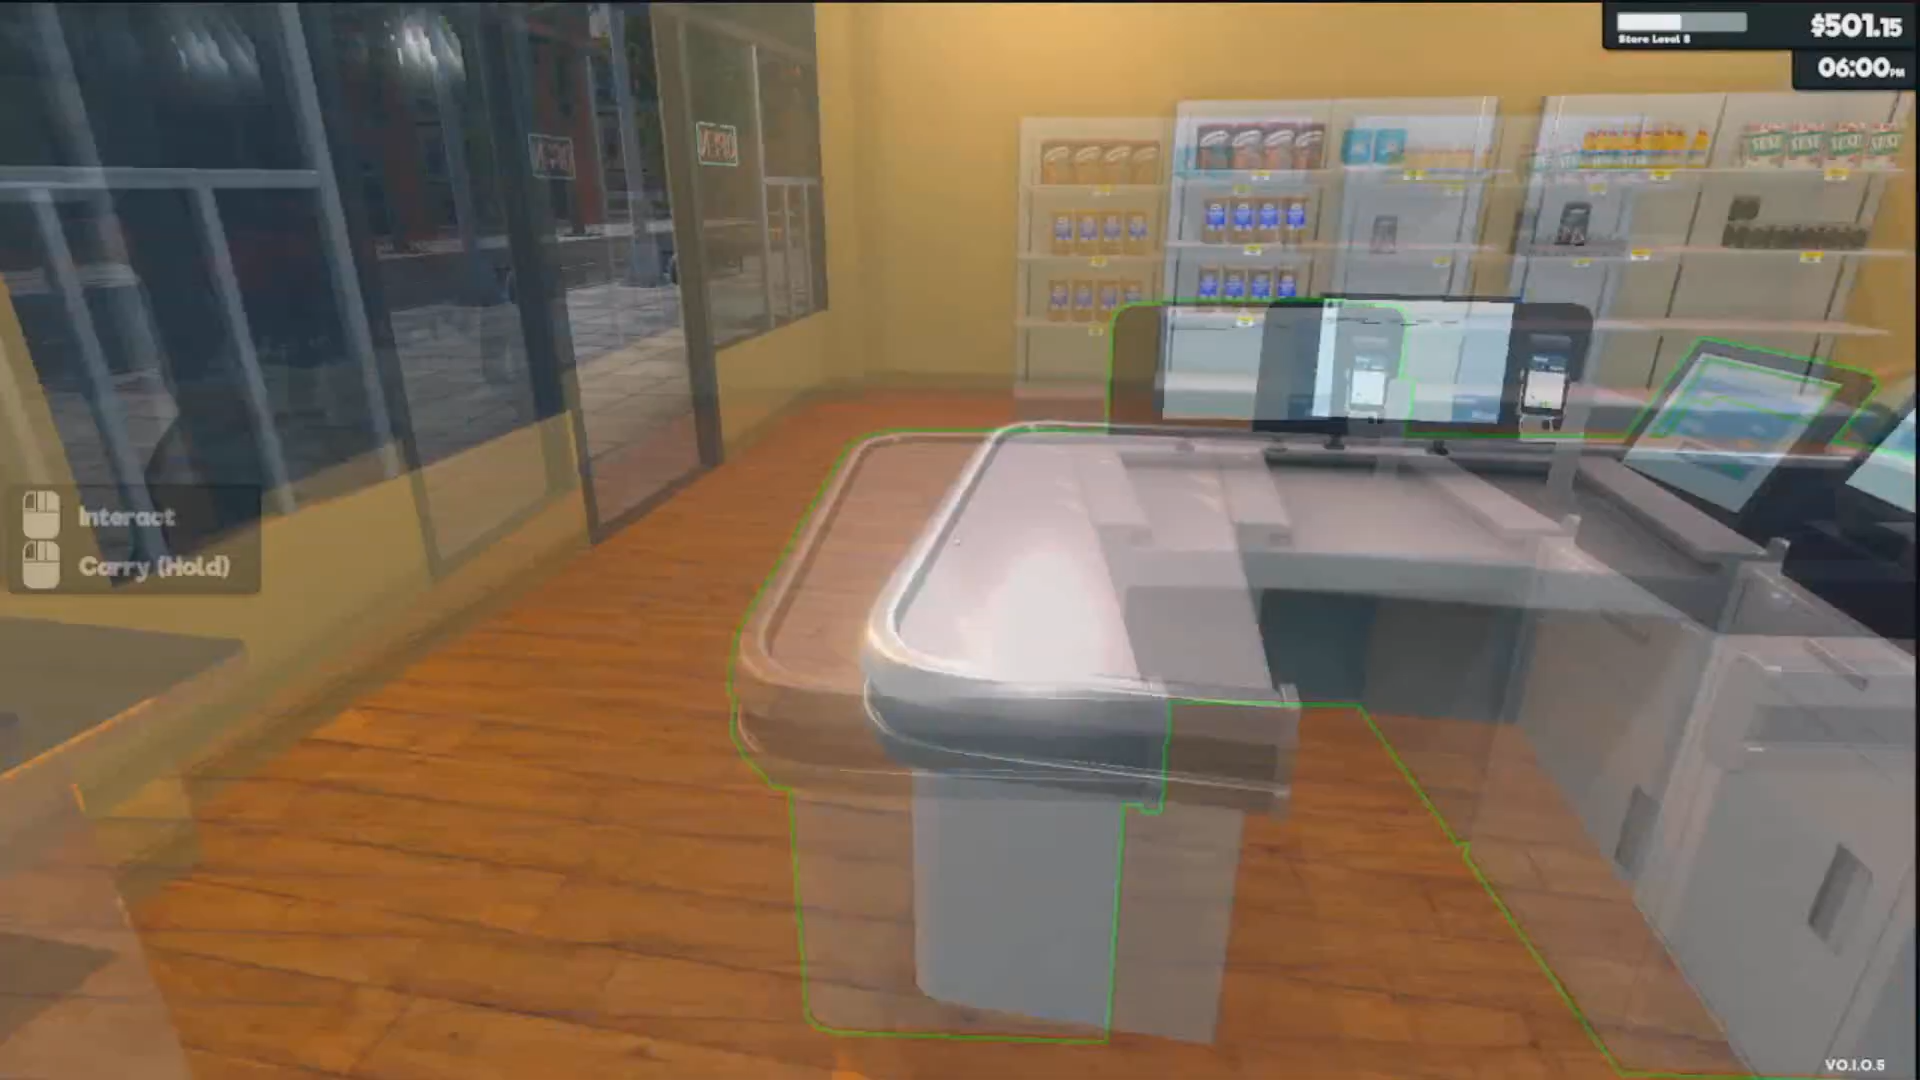 $501.15
Store Level 8
06:00PM
Interact
Carry (Hold)
V0.1.0.5